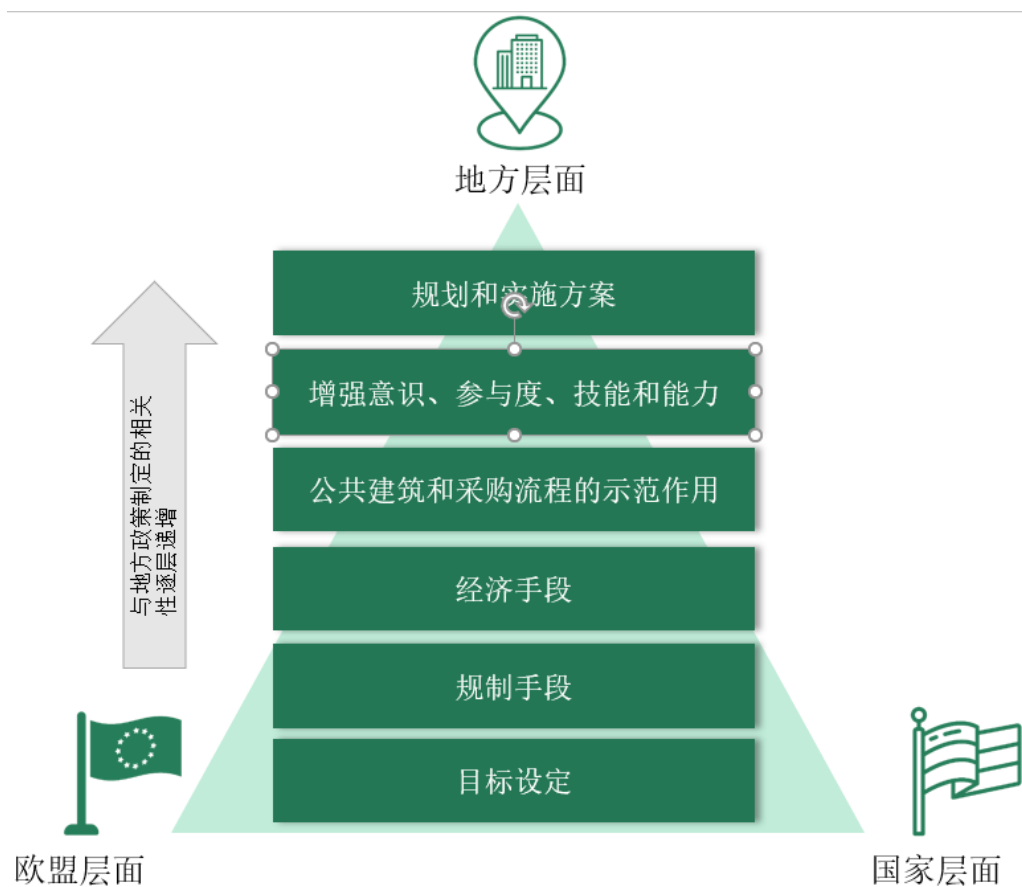 地方层面
规划和实施方案
增强意识、参与度、技能和能力
公共建筑和采购流程的示范作用
经济手段
规制手段
目标设定
与地方政策制定的相关
性逐层递增
欧盟层面
国家层面